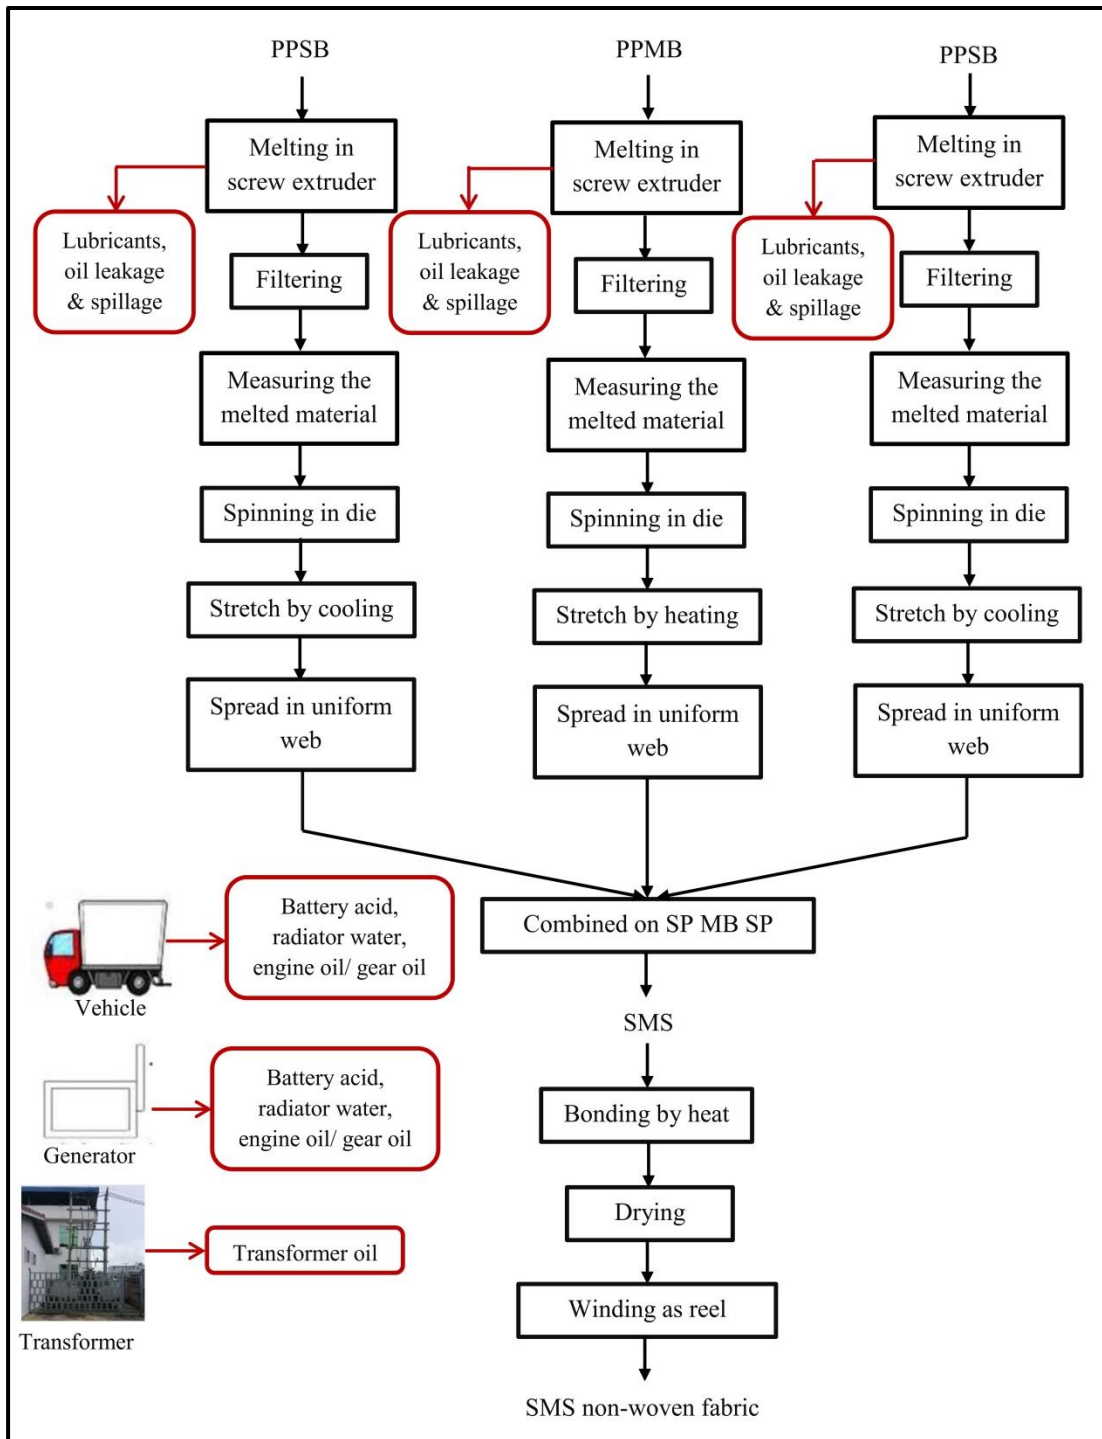 PPSB
PPMB
PPSB
Melting in
screw extruder
Melting in
screw extruder
Melting in
screw extruder
Lubricants,
oil leakage
& spillage
Lubricants,
oil leakage
& spillage
Lubricants,
oil leakage
& spillage
Filtering
Filtering
Filtering
Measuring the
melted material
Measuring the
melted material
Measuring the
melted material
Spinning in die
Spinning in die
Spinning in die
Stretch by cooling
Stretch by heating
Stretch by cooling
Spread in uniform
web
Spread in uniform
web
Spread in uniform
web
Combined on SP MB SP
SMS
Bonding by heat
Drying
Winding as reel
SMS non-woven fabric
Vehicle
Battery acid,
radiator water,
engine oil/ gear oil
Generator
Battery acid,
radiator water,
engine oil/ gear oil
Transformer
Transformer oil